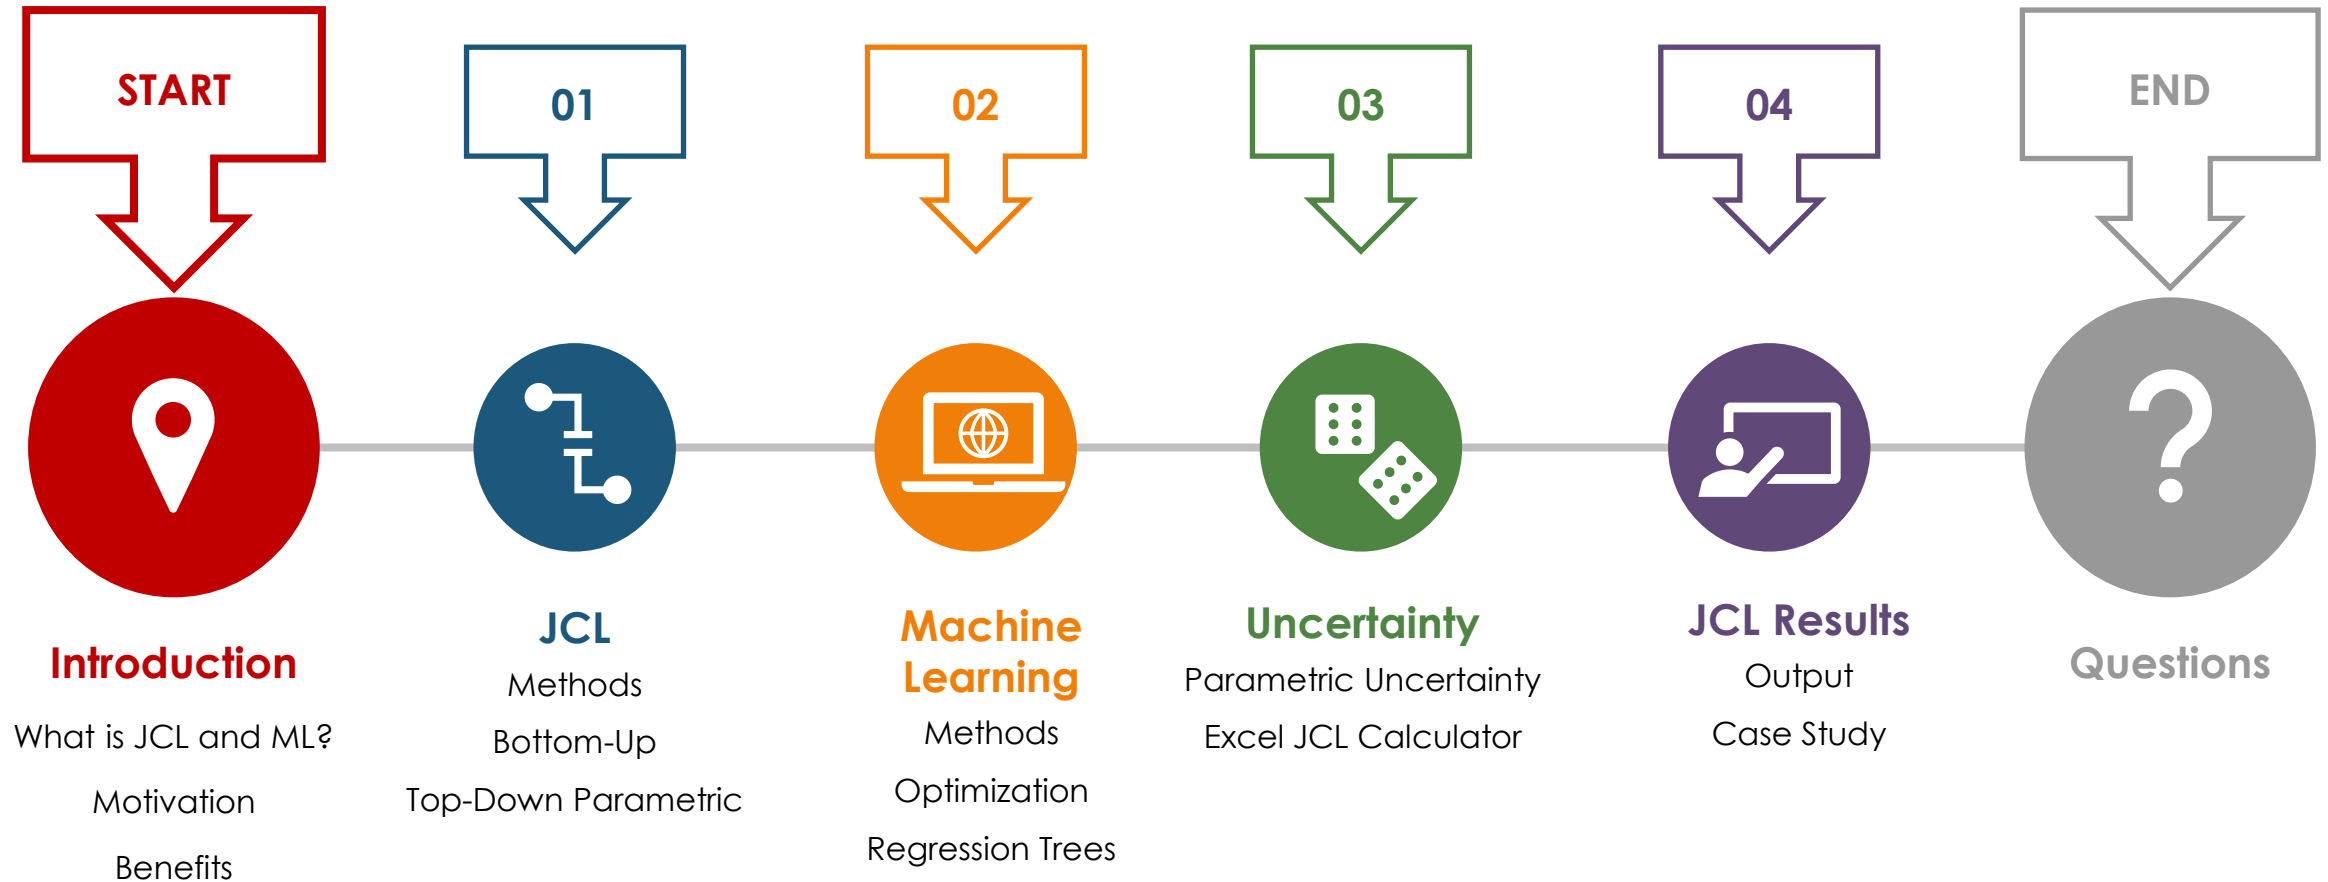 START
01
02
03
04
END
Introduction
What is JCL and ML?
Motivation
Benefits
JCL
Methods
Bottom-Up
Top-Down Parametric
Machine
Learning
Methods
Optimization
Regression Trees
Uncertainty
Parametric Uncertainty
Excel JCL Calculator
JCL Results
Output
Case Study
Questions